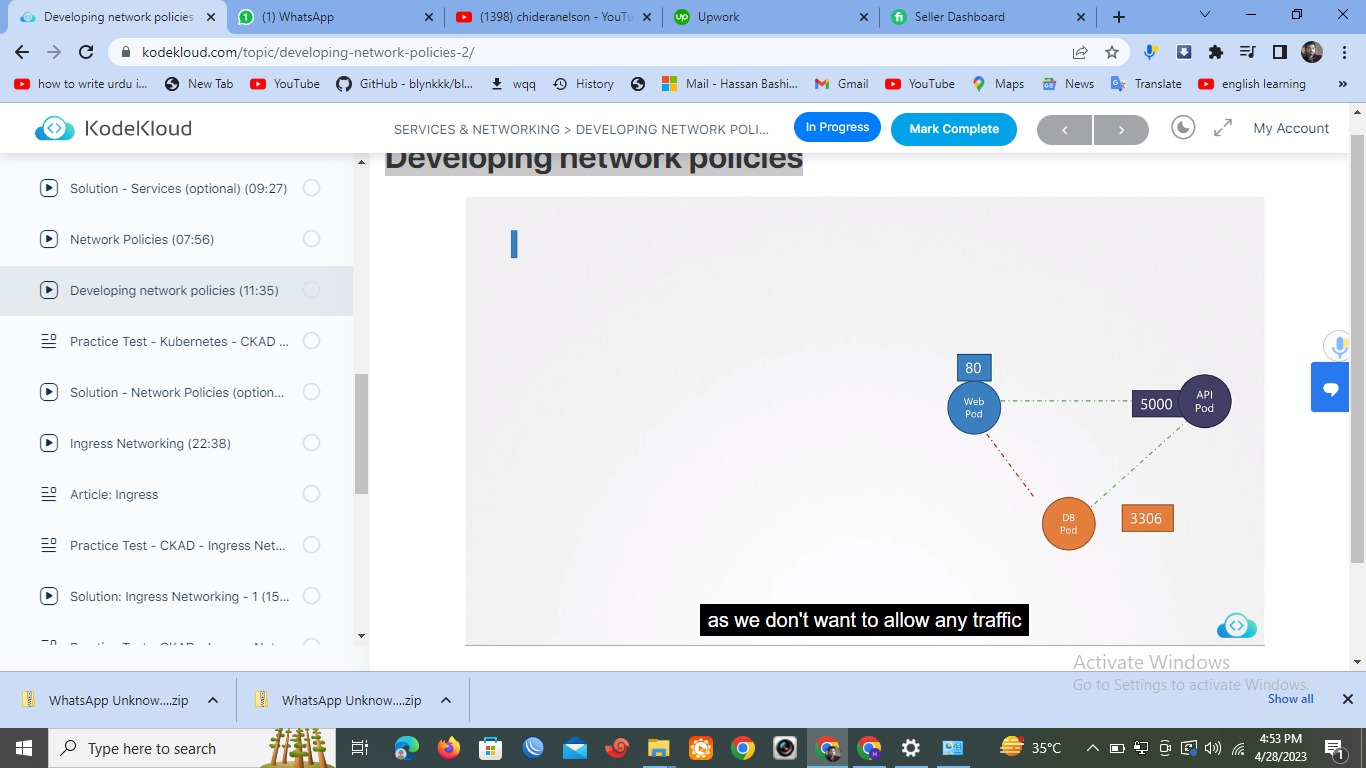 Developing network policies
(1) WhatsApp
(1398) chideranelson - YouTu
Upwork
Seller Dashboard
kodekloud.com/topic/developing-network-policies-2/
how to write urdu i...
New Tab
YouTube
GitHub - blynkkk/bl...
wqq
History
Mail - Hassan Bashi...
Gmail
YouTube
Maps
News
Translate
english learning
KodeKloud
SERVICES & NETWORKING > DEVELOPING NETWORK POLI...
In Progress
Mark Complete
My Account
Developing network policies
Solution - Services (optional) (09:27)
Network Policies (07:56)
Developing network policies (11:35)
Practice Test - Kubernetes - CKAD ...
Solution - Network Policies (option...
Ingress Networking (22:38)
Article: Ingress
Practice Test - CKAD - Ingress Net...
Solution: Ingress Networking - 1 (15...
80
Web
Pod
5000
API
Pod
DB
Pod
3306
as we don't want to allow any traffic
Activate Windows
Go to Settings to activate Windows.
WhatsApp Unknow....zip
WhatsApp Unknow....zip
Show all
Type here to search
35°C
4:53 PM
4/28/2023
1